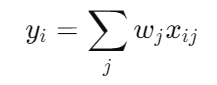 $y_i = \sum_j w_j x_{ij}$